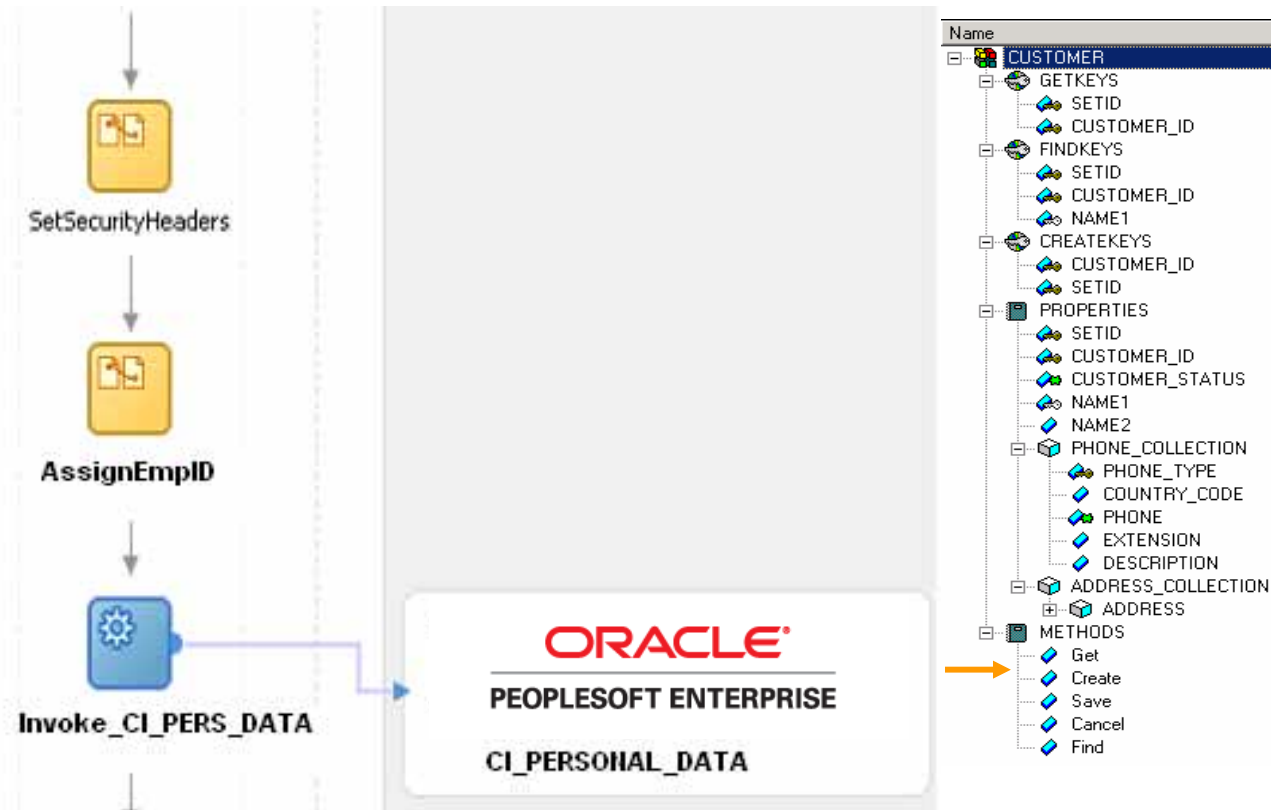 SetSecurityHeaders
AssignEmpID
Invoke_CI_PERS_DATA
ORACLE
PEOPLESOFT ENTERPRISE
CI_PERSONAL_DATA
Name
CUSTOMER
GETKEYS
SETID
CUSTOMER_ID
FINDKEYS
SETID
CUSTOMER_ID
NAME1
CREATEKEYS
CUSTOMER_ID
SETID
PROPERTIES
SETID
CUSTOMER_ID
CUSTOMER_STATUS
NAME1
NAME2
PHONE_COLLECTION
PHONE_TYPE
COUNTRY_CODE
PHONE
EXTENSION
DESCRIPTION
ADDRESS_COLLECTION
ADDRESS
METHODS
Get
Create
Save
Cancel
Find